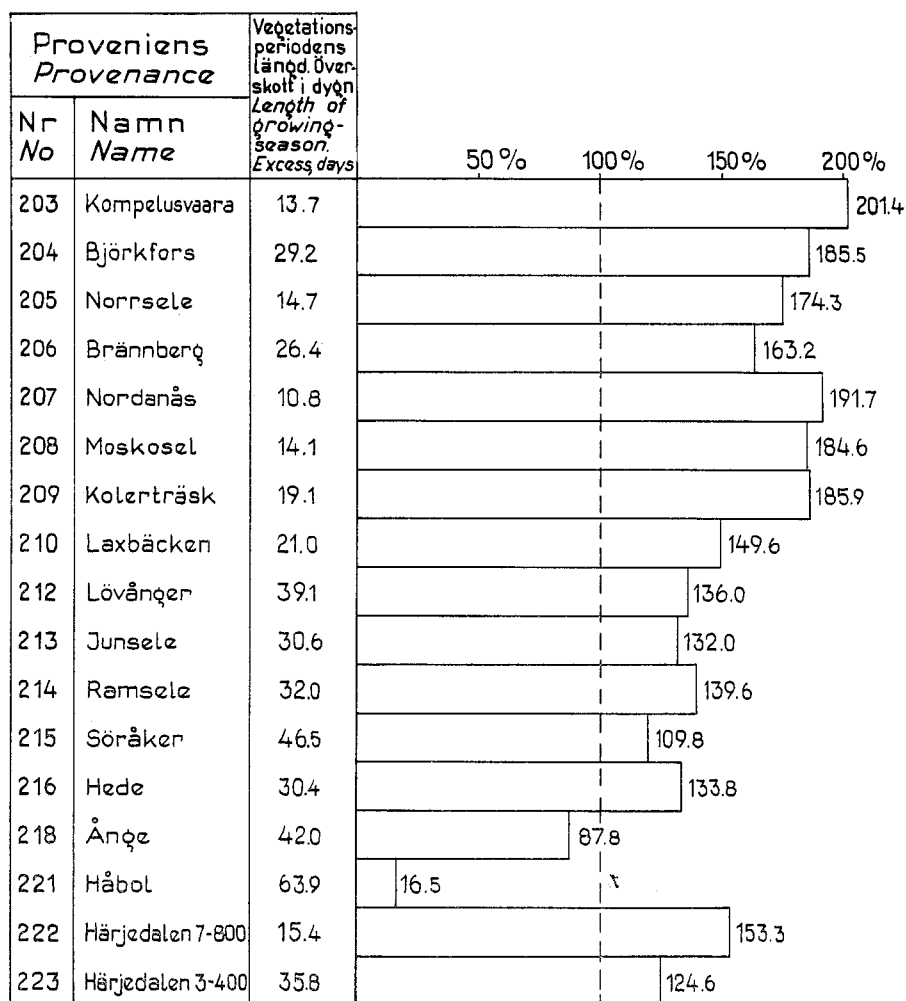 Proveniens
Provenance
Vegetations-
periodens
längd. Över-
skott i dygn
Length of
growing-
season.
Excess, days
Nr
No
Namn
Name
50 % 100 % 150 % 200 %
203 Kompelusvaara 13.7 201.4
204 Björkfors 29.2 185.5
205 Norrsele 14.7 174.3
206 Brännberg 26.4 163.2
207 Nordanås 10.8 191.7
208 Moskosel 14.1 184.6
209 Kolerträsk 19.1 185.9
210 Laxbäcken 21.0 149.6
212 Lövånger 39.1 136.0
213 Junsele 30.6 132.0
214 Ramsele 32.0 139.6
215 Söråker 46.5 109.8
216 Hede 30.4 133.8
218 Ånge 42.0 87.8
221 Håbol 63.9 16.5
222 Härjedalen 7-800 15.4 153.3
223 Härjedalen 3-400 35.8 124.6